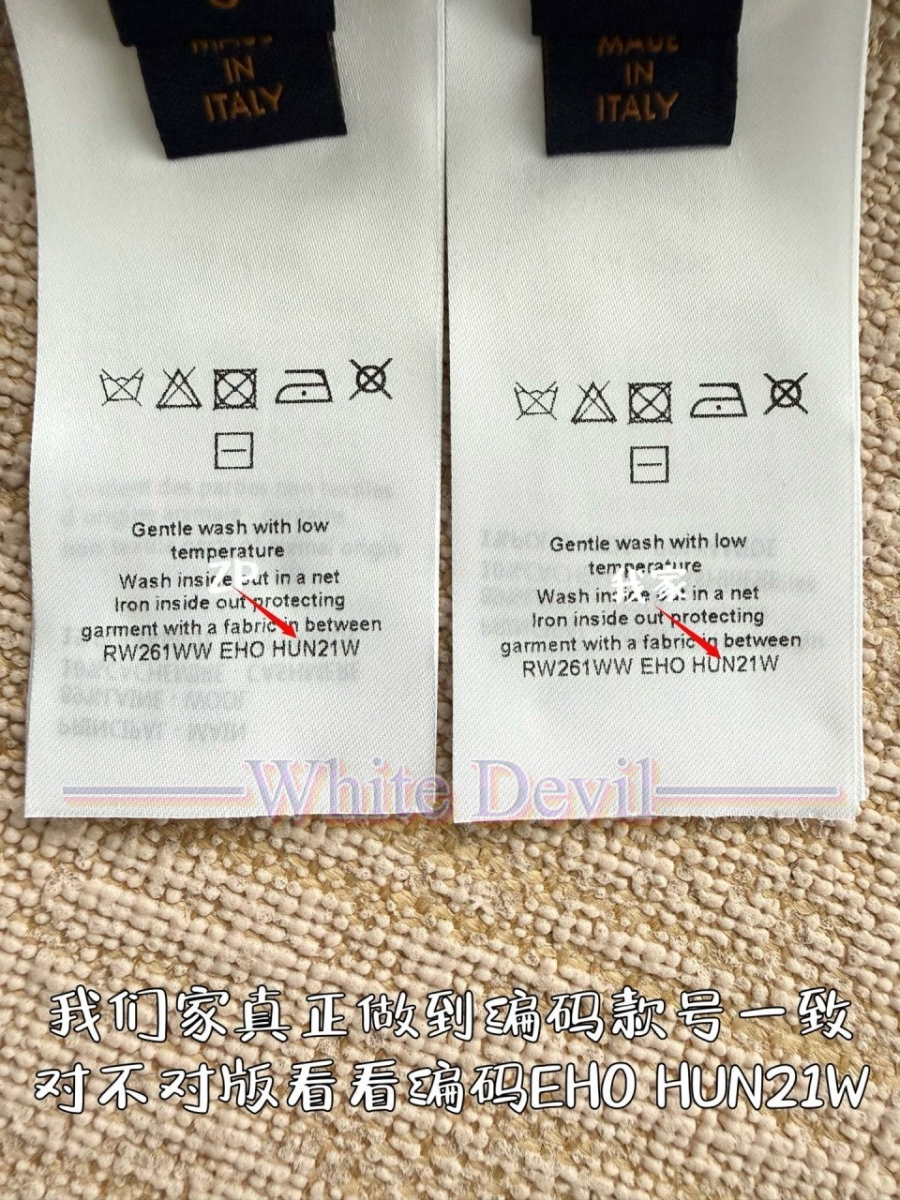 MADE
IN
ITALY
MADE
IN
ITALY
Gentle wash with low
temperature
Wash inside out in a net
Iron inside out protecting
garment with a fabric in between
RW261WW EHO HUN21W
ZP
Gentle wash with low
temperature
Wash inside out in a net
Iron inside out protecting
garment with a fabric in between
RW261WW EHO HUN21W
我家
White Devil
我们家真正做到编码款号一致
对不对版看看编码EHO HUN21W